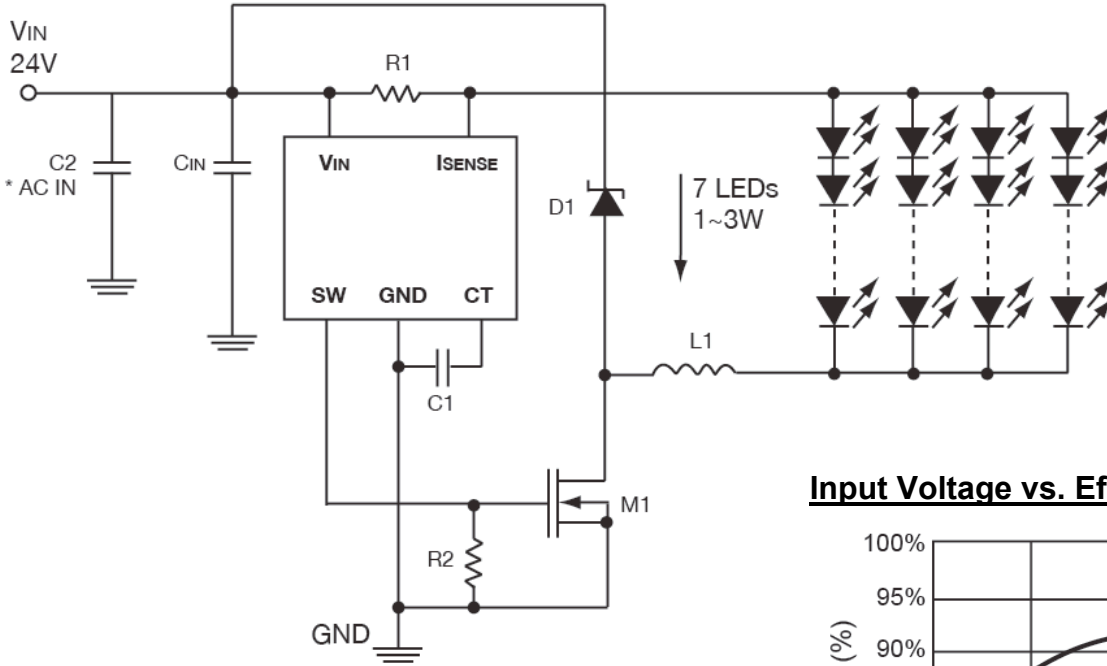 VIN
24V
R1
C2
* AC IN
CIN
VIN
ISENSE
D1
7 LEDs
1~3W
SW
GND
CT
L1
C1
M1
R2
GND
Input Voltage vs. Ef
100%
95%
90%
(%)